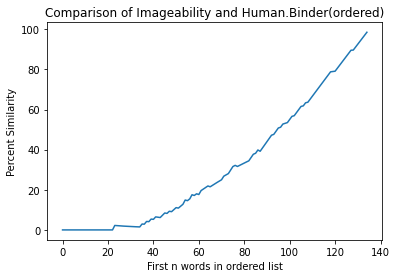 Comparison of Imageability and Human.Binder(ordered)
Percent Similarity
100
80
60
40
20
0
0 20 40 60 80 100 120 140
First n words in ordered list